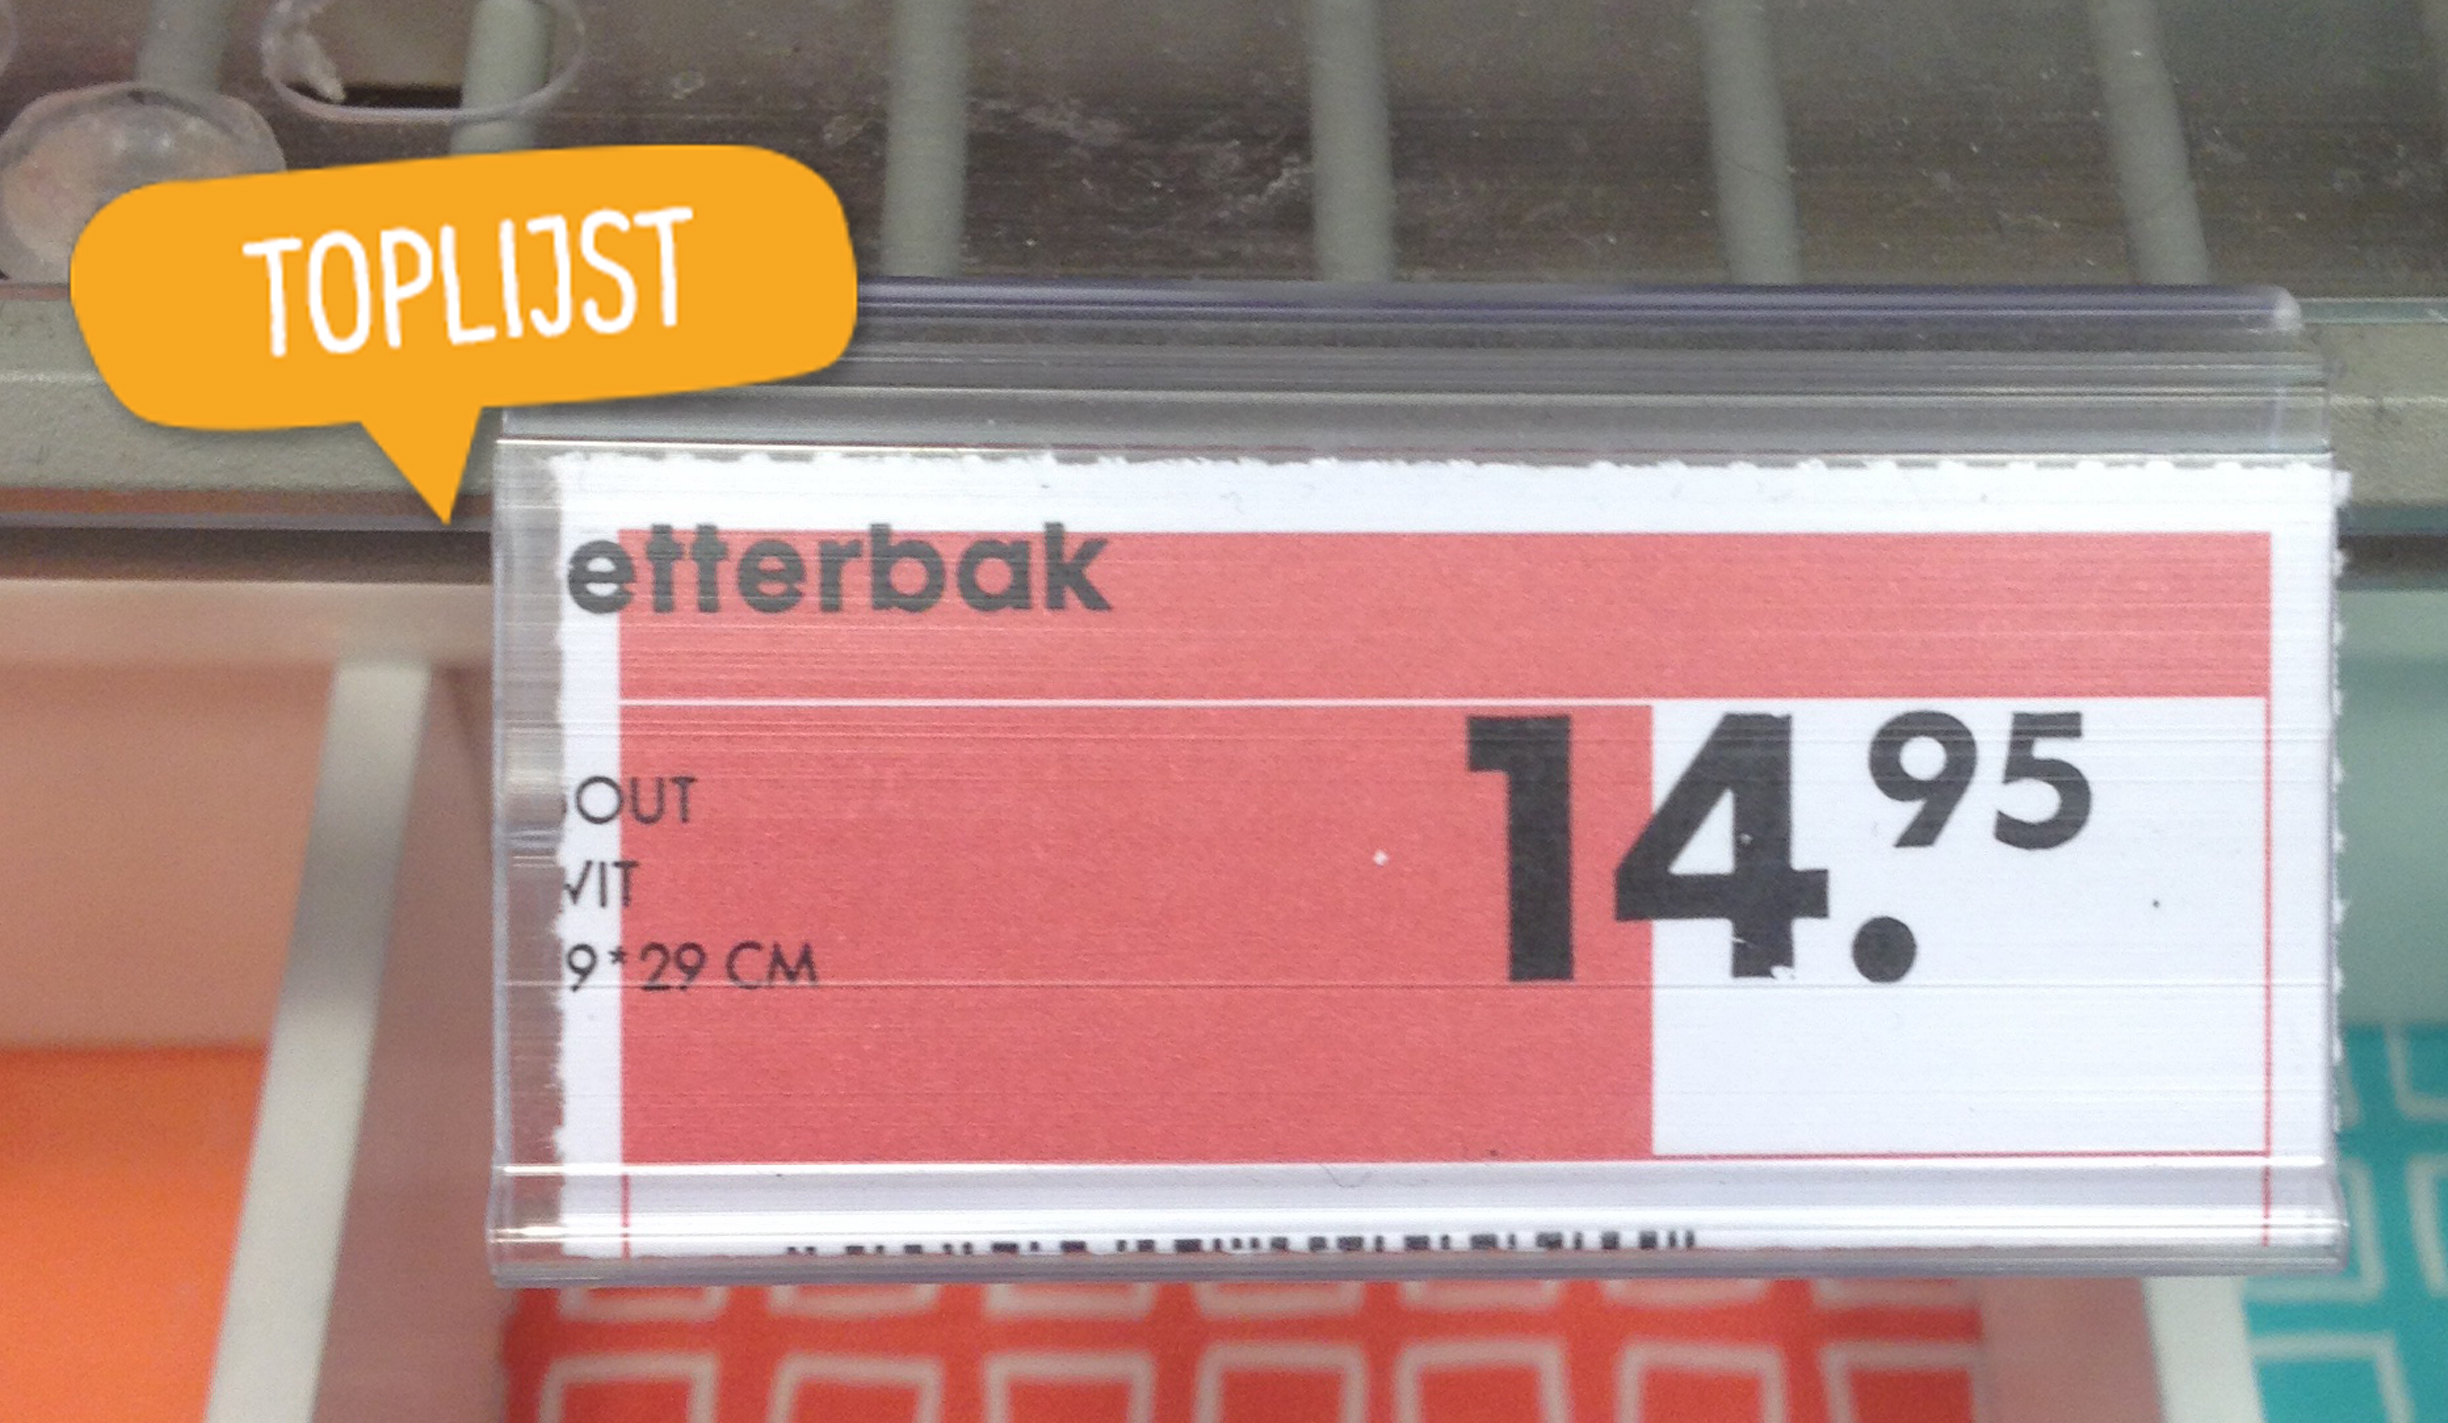 TOPLIJST
etterbak
OUT
VIT
9*29 CM
14.95